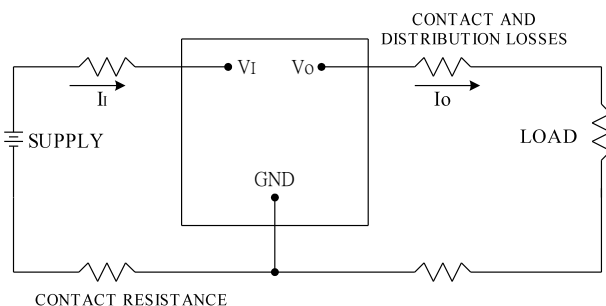 CONTACT AND
DISTRIBUTION LOSSES
VI
VO
II
IO
SUPPLY
LOAD
GND
CONTACT RESISTANCE